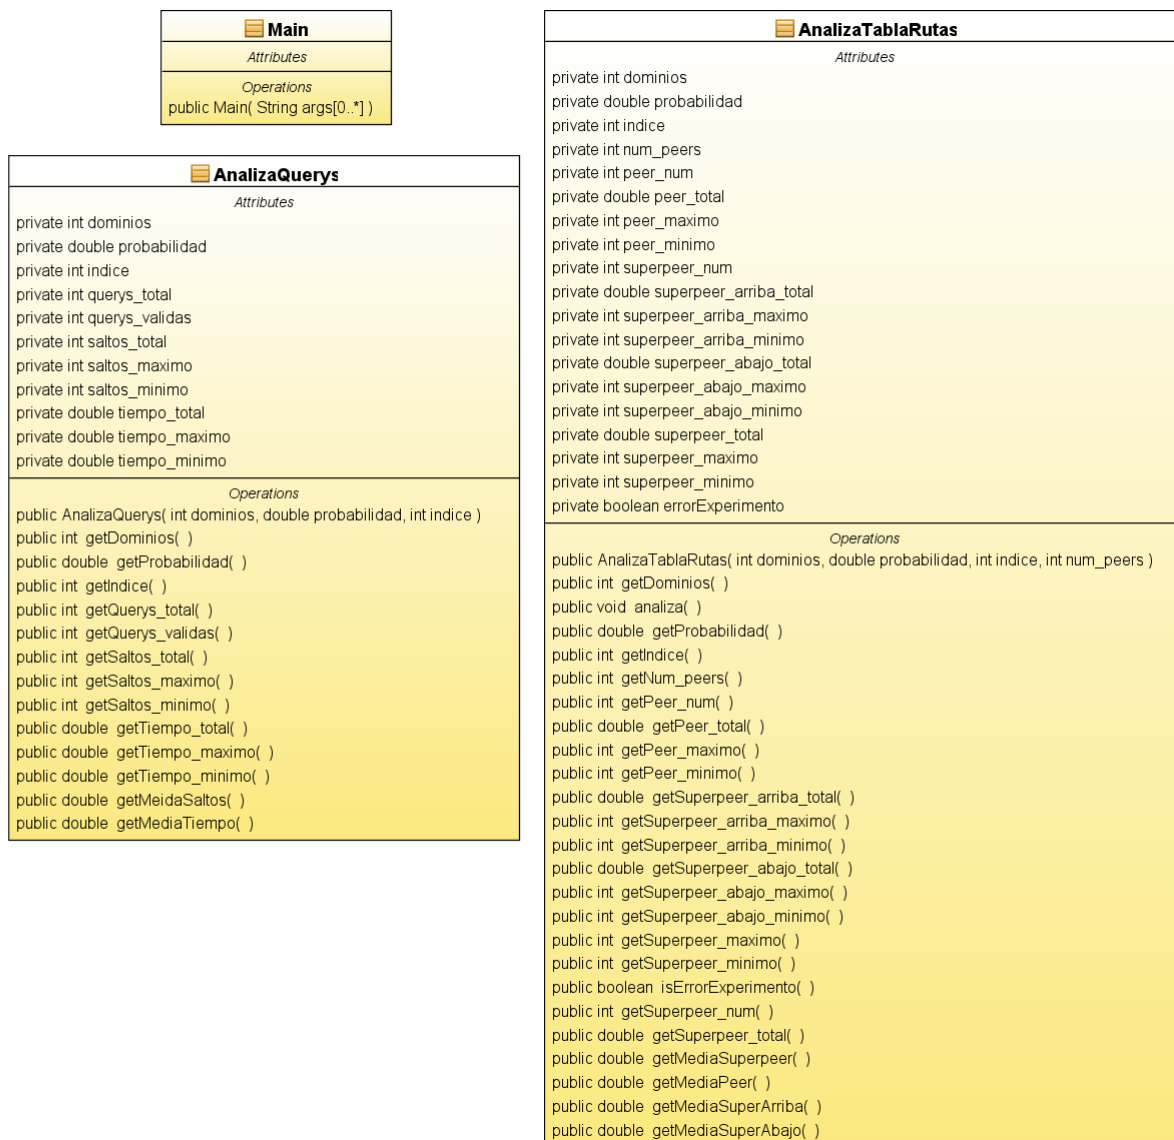 Main
Attributes
Operations
public Main( String args[0..*] )
AnalizaQuerys
Attributes
private int dominios
private double probabilidad
private int indice
private int querys_total
private int querys_validas
private int saltos_total
private int saltos_maximo
private int saltos_minimo
private double tiempo_total
private double tiempo_maximo
private double tiempo_minimo
Operations
public AnalizaQuerys( int dominios, double probabilidad, int indice )
public int getDominios( )
public double getProbabilidad( )
public int getIndice( )
public int getQuerys_total( )
public int getQuerys_validas( )
public int getSaltos_total( )
public int getSaltos_maximo( )
public int getSaltos_minimo( )
public double getTiempo_total( )
public double getTiempo_maximo( )
public double getTiempo_minimo( )
public double getMeidaSaltos( )
public double getMediaTiempo( )
AnalizaTablaRutas
Attributes
private int dominios
private double probabilidad
private int indice
private int num_peers
private int peer_num
private double peer_total
private int peer_maximo
private int peer_minimo
private int superpeer_num
private double superpeer_arriba_total
private int superpeer_arriba_maximo
private int superpeer_arriba_minimo
private double superpeer_abajo_total
private int superpeer_abajo_maximo
private int superpeer_abajo_minimo
private double superpeer_total
private int superpeer_maximo
private int superpeer_minimo
private boolean errorExperimento
Operations
public AnalizaTablaRutas( int dominios, double probabilidad, int indice, int num_peers )
public int getDominios( )
public void analiza( )
public double getProbabilidad( )
public int getIndice( )
public int getNum_peers( )
public int getPeer_num( )
public double getPeer_total( )
public int getPeer_maximo( )
public int getPeer_minimo( )
public double getSuperpeer_arriba_total( )
public int getSuperpeer_arriba_maximo( )
public int getSuperpeer_arriba_minimo( )
public double getSuperpeer_abajo_total( )
public int getSuperpeer_abajo_maximo( )
public int getSuperpeer_abajo_minimo( )
public int getSuperpeer_maximo( )
public int getSuperpeer_minimo( )
public boolean isErrorExperimento( )
public int getSuperpeer_num( )
public double getSuperpeer_total( )
public double getMediaSuperpeer( )
public double getMediaPeer( )
public double getMediaSuperArriba( )
public double getMediaSuperAbajo( )